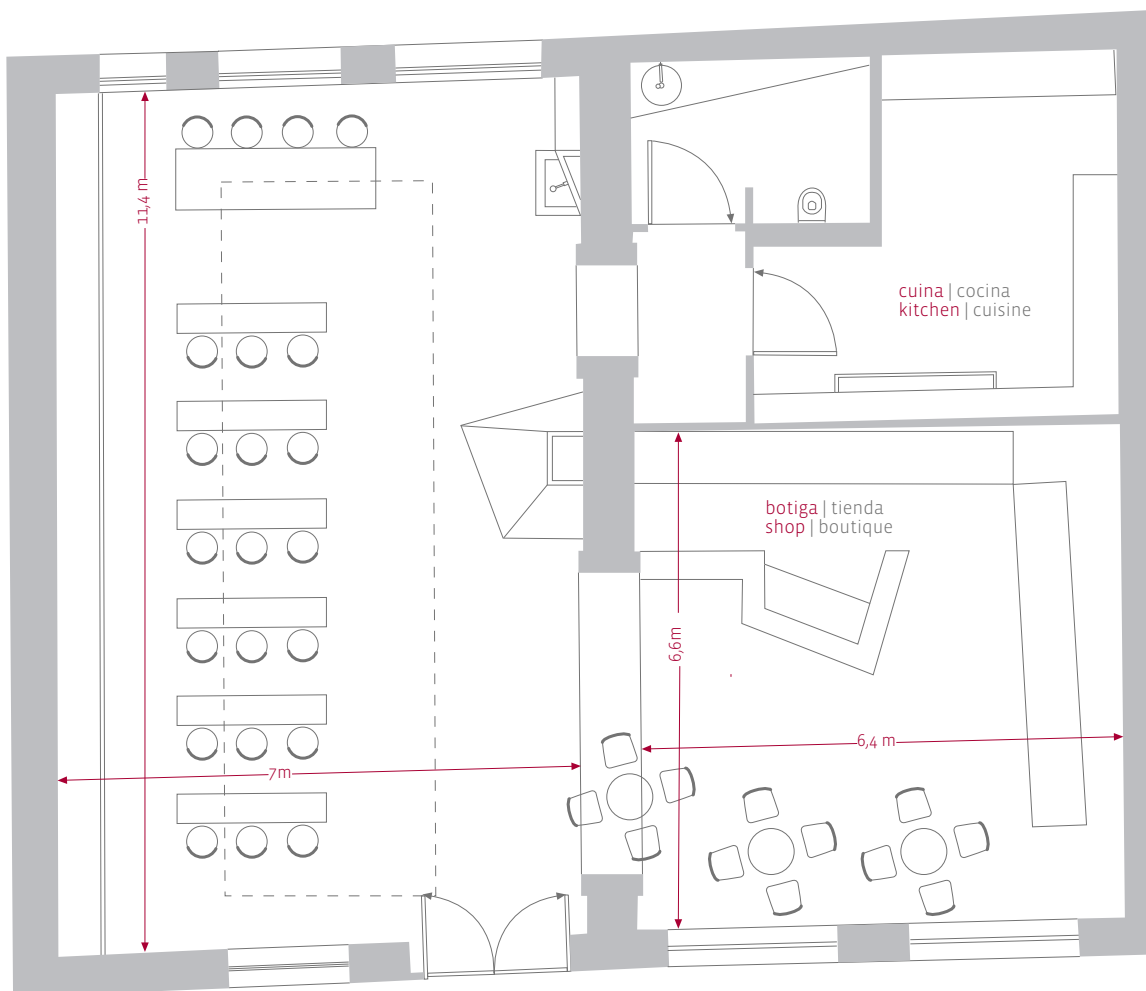 11,4 m
cuina | cocina
kitchen | cuisine
botiga | tienda
shop | boutique
6,6m
6,4 m
7m